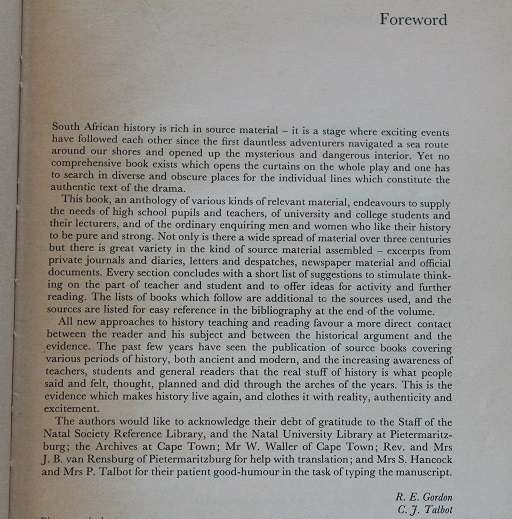 Foreword
South African history is rich in source material – it is a stage where exciting events
have followed each other since the first dauntless adventurers navigated a sea route
around our shores and opened up the mysterious and dangerous interior. Yet no
comprehensive book exists which opens the curtains on the whole play and one has
to search in diverse and obscure places for the individual lines which constitute the
authentic text of the drama.
This book, an anthology of various kinds of relevant material, endeavours to supply
the needs of high school pupils and teachers, of university and college students and
their lecturers, and of the ordinary enquiring men and women who like their history
to be pure and strong. Not only is there a wide spread of material over three centuries
but there is great variety in the kind of source material assembled – excerpts from
private journals and diaries, letters and despatches, newspaper material and official
documents. Every section concludes with a short list of suggestions to stimulate think-
ing on the part of teacher and student and to offer ideas for activity and further
reading. The lists of books which follow are additional to the sources used, and the
sources are listed for easy reference in the bibliography at the end of the volume.
All new approaches to history teaching and reading favour a more direct contact
between the reader and his subject and between the historical argument and the
evidence. The past few years have seen the publication of source books covering
various periods of history, both ancient and modern, and the increasing awareness of
teachers, students and general readers that the real stuff of history is what people
said and felt, thought, planned and did through the arches of the years. This is the
evidence which makes history live again, and clothes it with reality, authenticity and
excitement.
The authors would like to acknowledge their debt of gratitude to the Staff of the
Natal Society Reference Library, and the Natal University Library at Pietermaritz-
burg; the Archives at Cape Town; Mr W. Waller of Cape Town; Rev. and Mrs
J. B. van Rensburg of Pietermaritzburg for help with translation; and Mrs S. Hancock
and Mrs P. Talbot for their patient good-humour in the task of typing the manuscript.
R. E. Gordon
C. J. Talbot